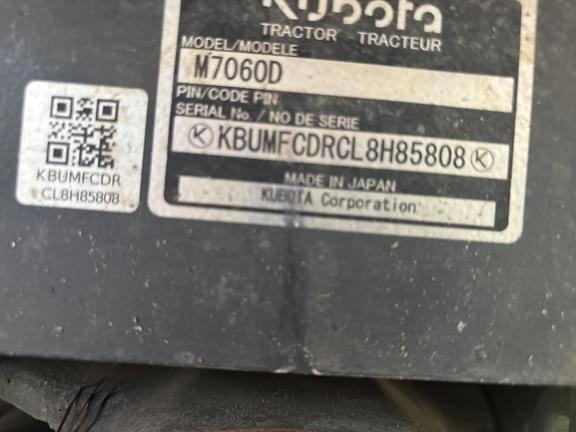 Kubota
TRACTOR TRACTEUR
MODEL/MODELE
M7060D
PIN/CODE PIN
SERIAL No. / NO DE SERIE
KBUMFCDRCL8H85808
MADE IN JAPAN
KUBOTA Corporation
KBUMFCDR
CL8H85808